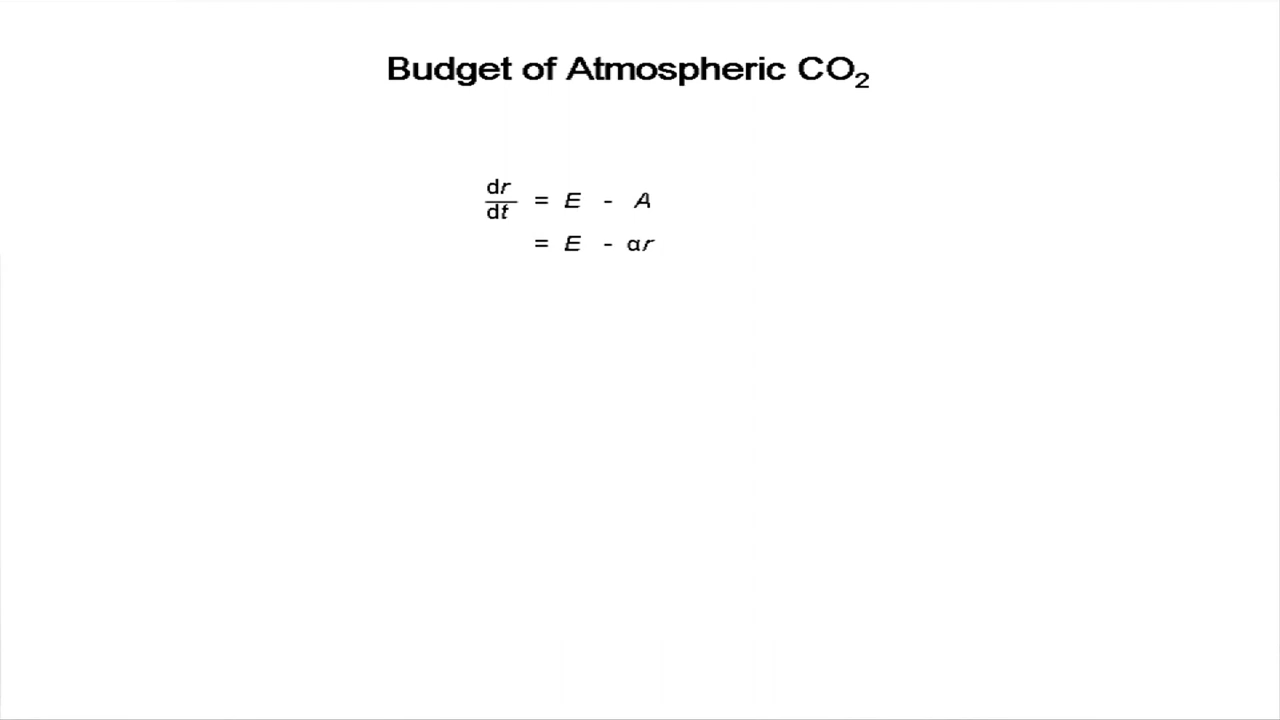 Budget of Atmospheric CO₂
dr/dt = E - A
= E - αr